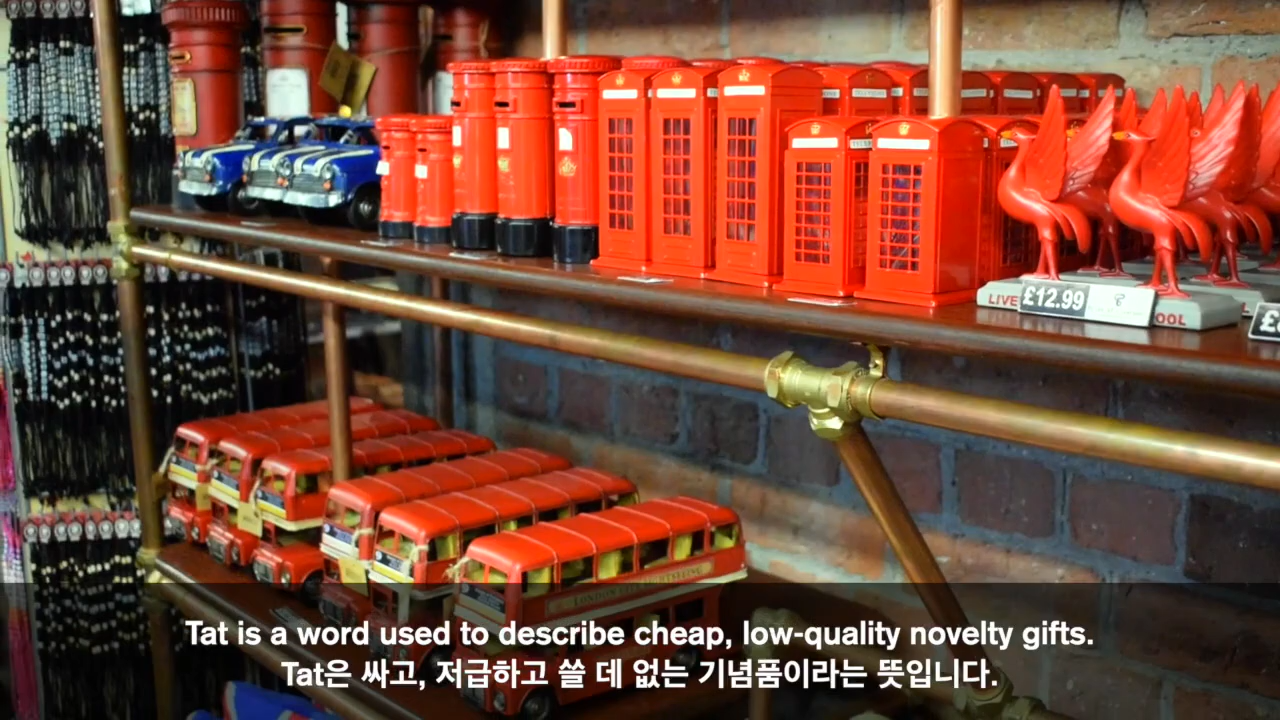 LIVE
£12.99
OOL
Tat is a word used to describe cheap, low-quality novelty gifts.
Tat은 싸고, 저급하고 쓸 데 없는 기념품이라는 뜻입니다.